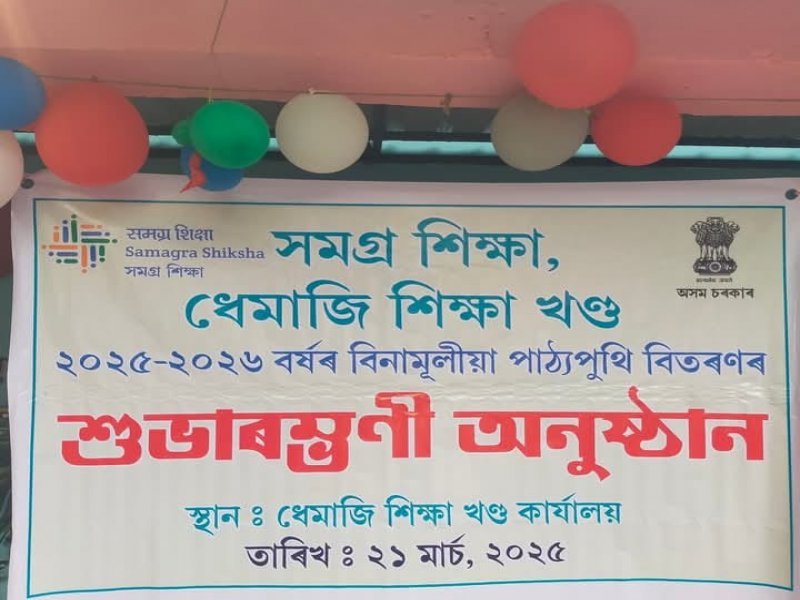 समग्र शिक्षा
Samagra Shiksha
সমগ্ৰ শিক্ষা
সমগ্ৰ শিক্ষা,
অসম চৰকাৰ
ধেমাজি শিক্ষা খণ্ড
২০২৫-২০২৬ বৰ্ষৰ বিনামূলীয়া পাঠ্যপুথি বিতৰণৰ
শুভাৰম্ভণী অনুষ্ঠান
স্থান : ধেমাজি শিক্ষা খণ্ড কাৰ্যালয়
তাৰিখ : ২১ মাৰ্চ, ২০২৫